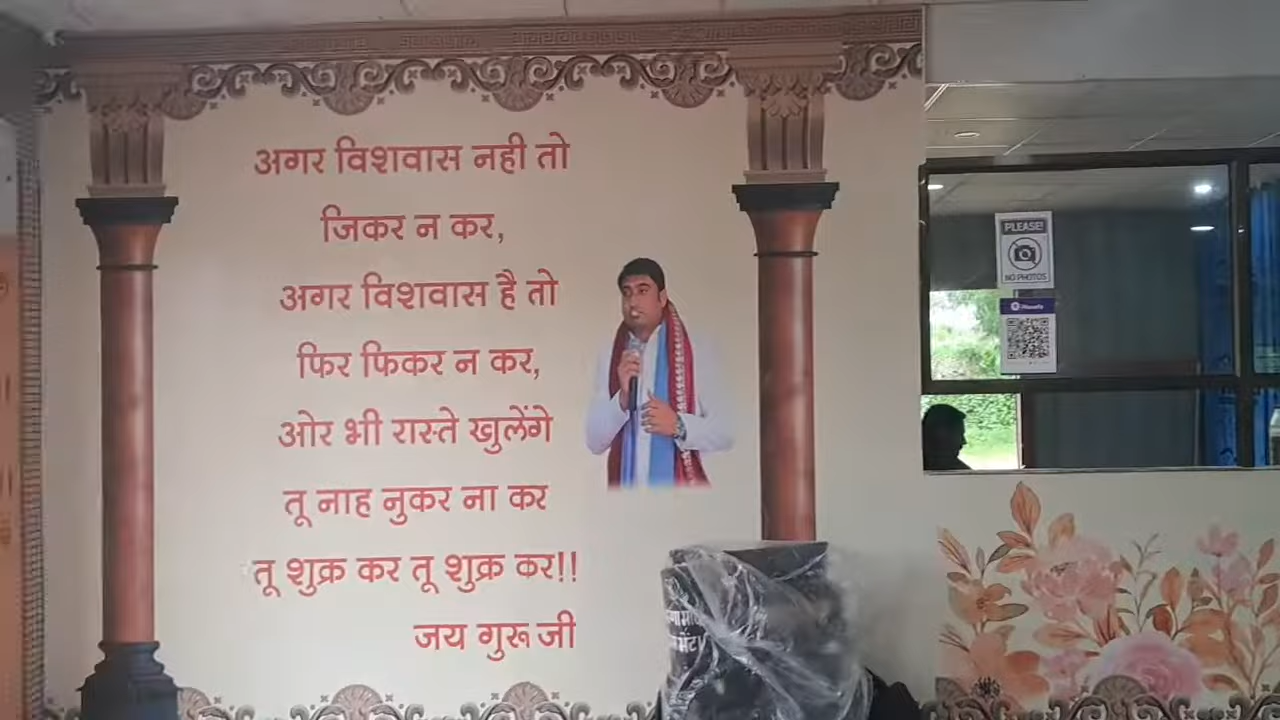 अगर विशवास नही तो
जिकर न कर,
अगर विशवास है तो
फिर फिकर न कर,
ओर भी रास्ते खुलेंगे
तू नाह नुकर ना कर
तू शुक्र कर तू शुक्र कर!!
जय गुरू जी
PLEASE!
NO PHOTOS